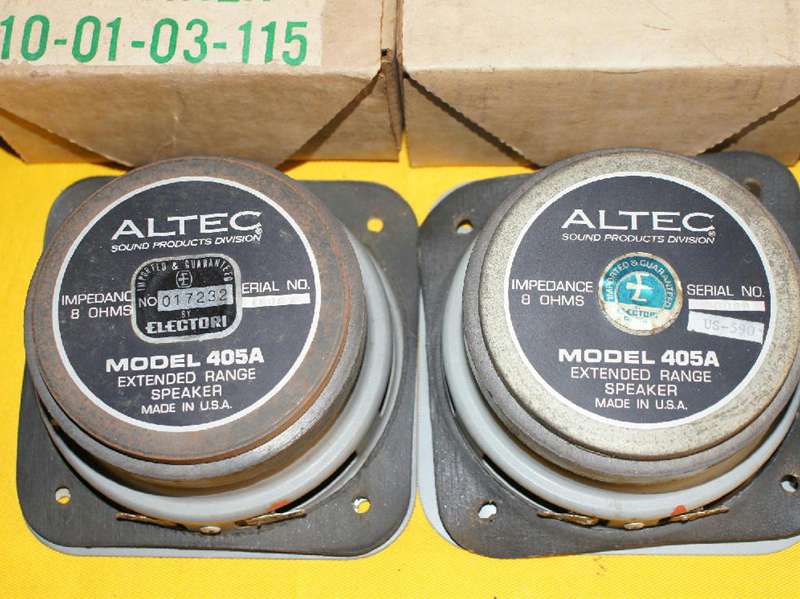 10-01-03-115
ALTEC
SOUND PRODUCTS DIVISION
IMPORTED & GUARANTEED
IMPEDANCE
8 OHMS
NO 017232
SERIAL NO.
BY
ELECTORI
MODEL 405A
EXTENDED RANGE
SPEAKER
MADE IN U.S.A.
ALTEC
SOUND PRODUCTS DIVISION
IMPORTED & GUARANTEED
IMPEDANCE
8 OHMS
SERIAL NO.
ELECTORI
US-590
MODEL 405A
EXTENDED RANGE
SPEAKER
MADE IN U.S.A.